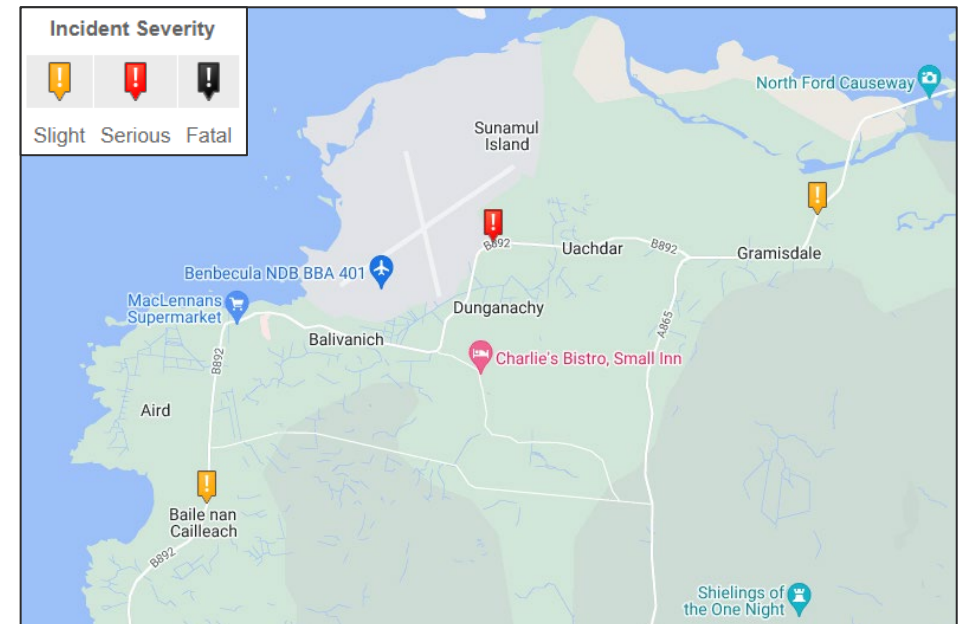 Incident Severity
Slight Serious Fatal
North Ford Causeway
Sunamul
Island
B892
Uachdar
B892
Gramisdale
Benbecula NDB BBA 401
MacLennans
Supermarket
Dunganachy
A865
Balivanich
B892
Charlie's Bistro, Small Inn
Aird
Baile nan
Cailleach
B892
Shielings of
the One Night